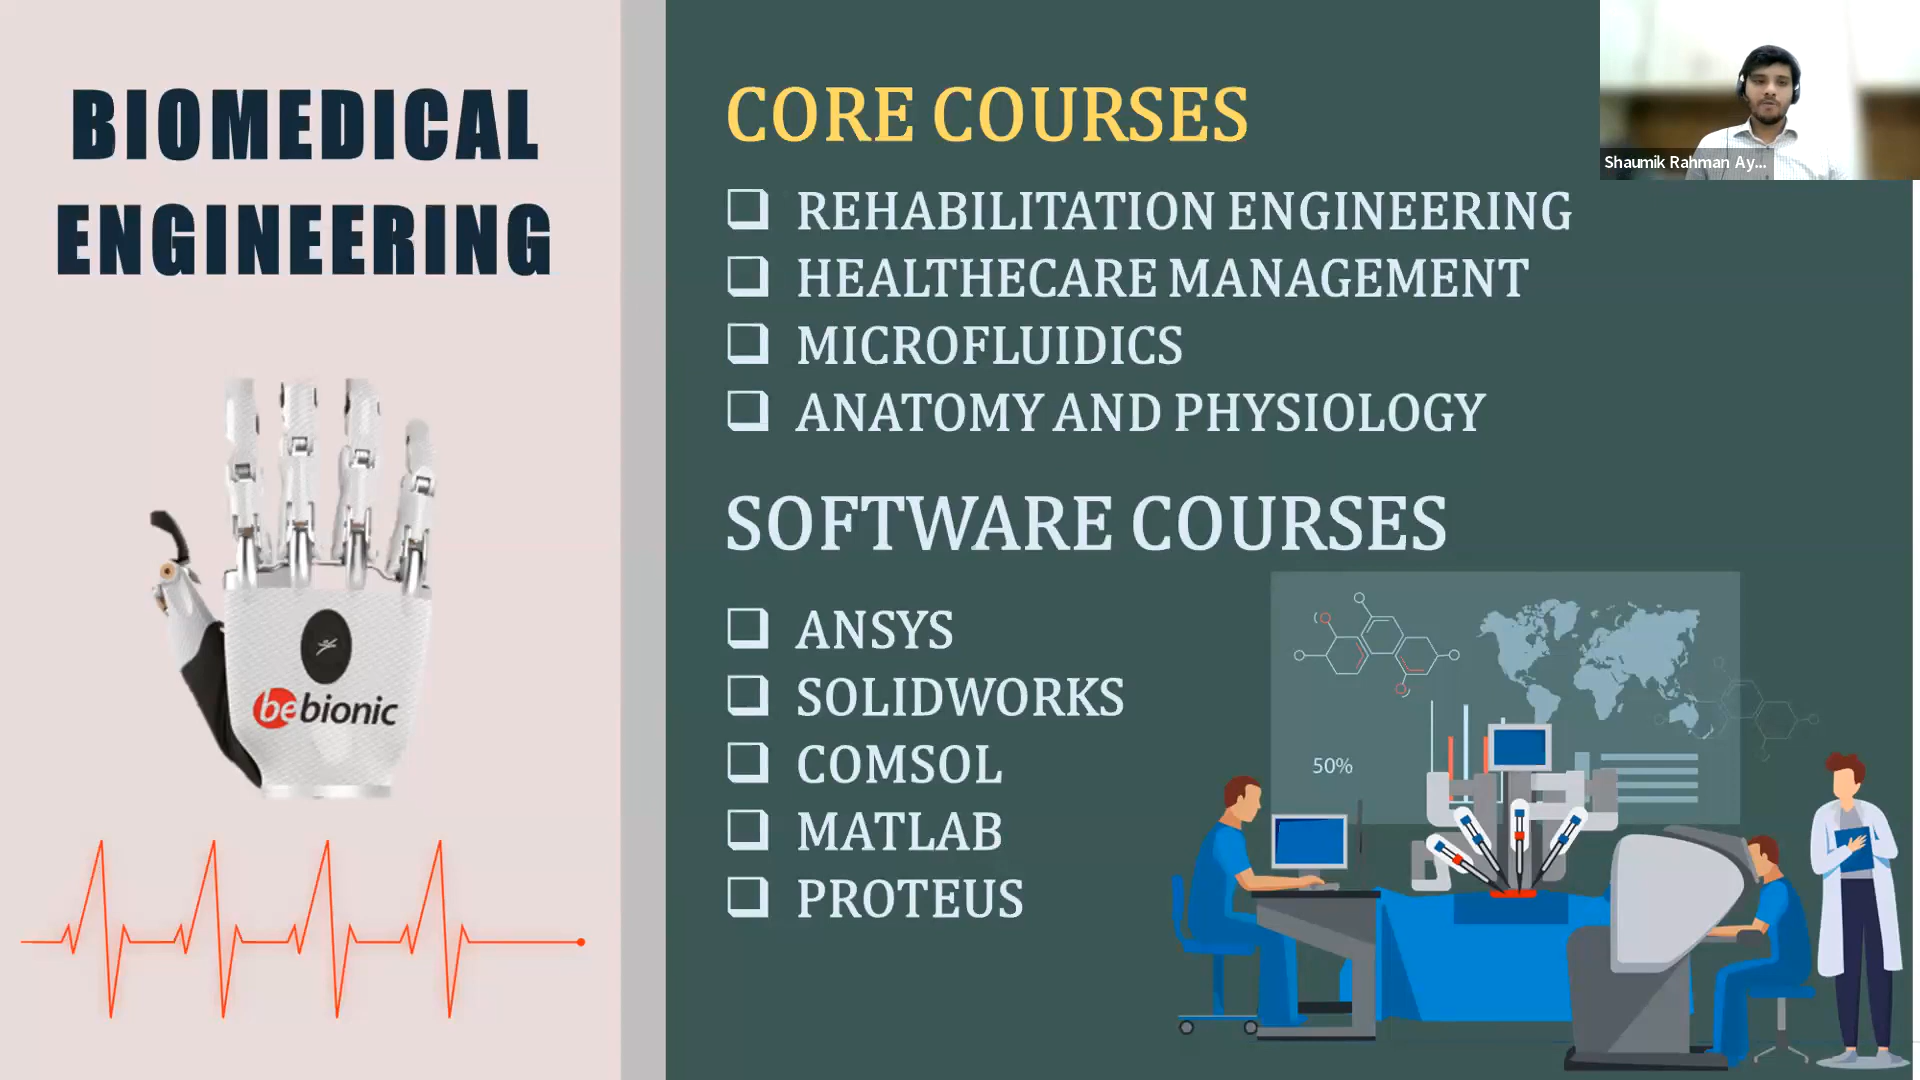 BIOMEDICAL
ENGINEERING
bebionic
CORE COURSES
REHABILITATION ENGINEERING
HEALTHECARE MANAGEMENT
MICROFLUIDICS
ANATOMY AND PHYSIOLOGY
SOFTWARE COURSES
ANSYS
SOLIDWORKS
COMSOL
MATLAB
PROTEUS
50%
Shaumik Rahman Ay...